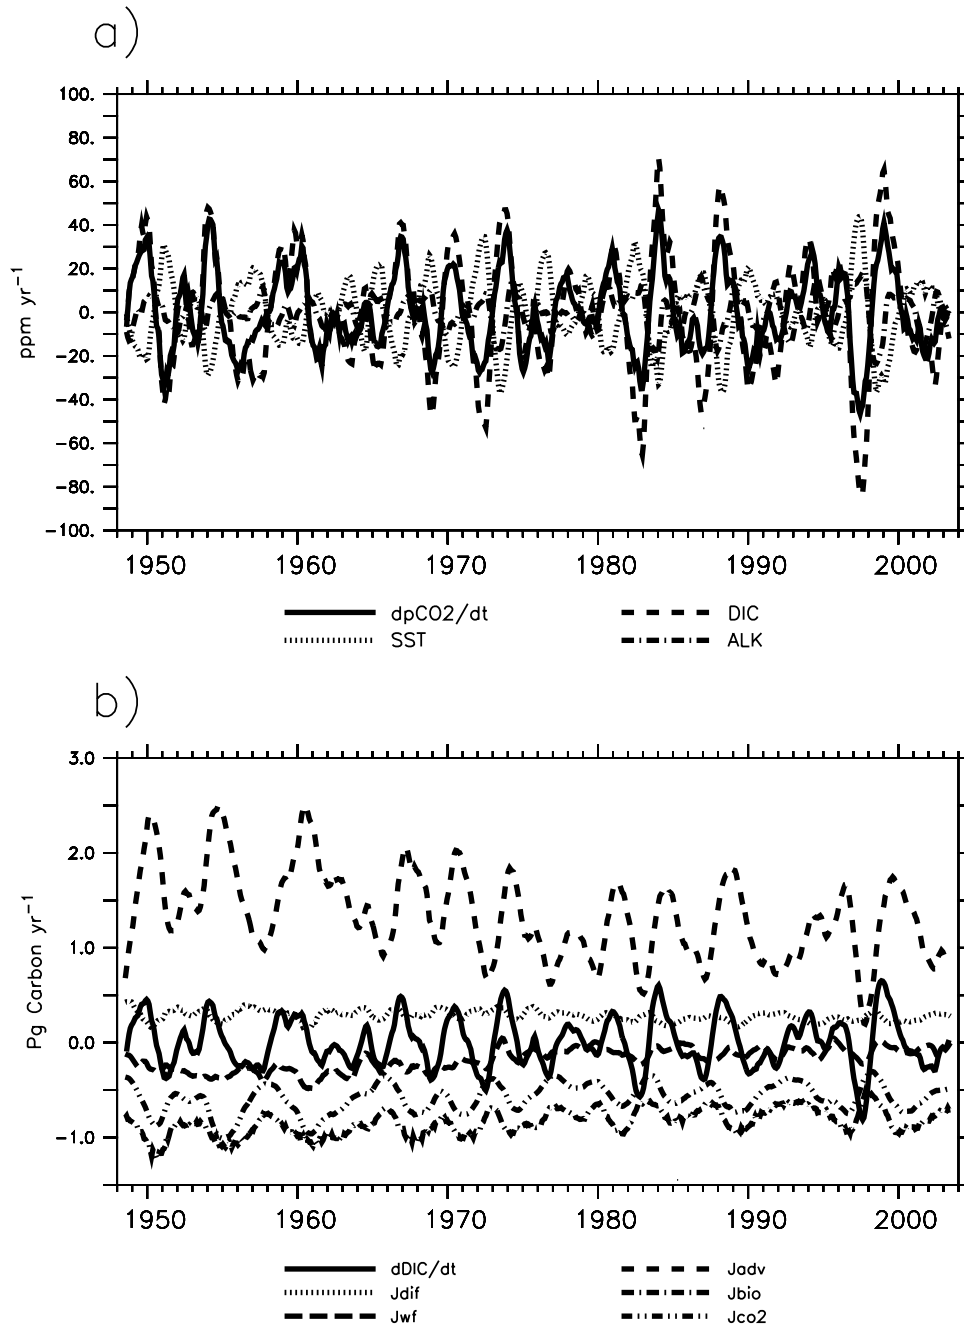 a)
100.
80.
60.
40.
20.
0.
-20.
-40.
-60.
-80.
-100.
ppm yr⁻¹
1950 1960 1970 1980 1990 2000
dpCO2/dt DIC
SST ALK
b)
3.0
2.0
1.0
0.0
-1.0
Pg Carbon yr⁻¹
1950 1960 1970 1980 1990 2000
dDIC/dt Jadv
Jdif Jbio
Jwf Jco2